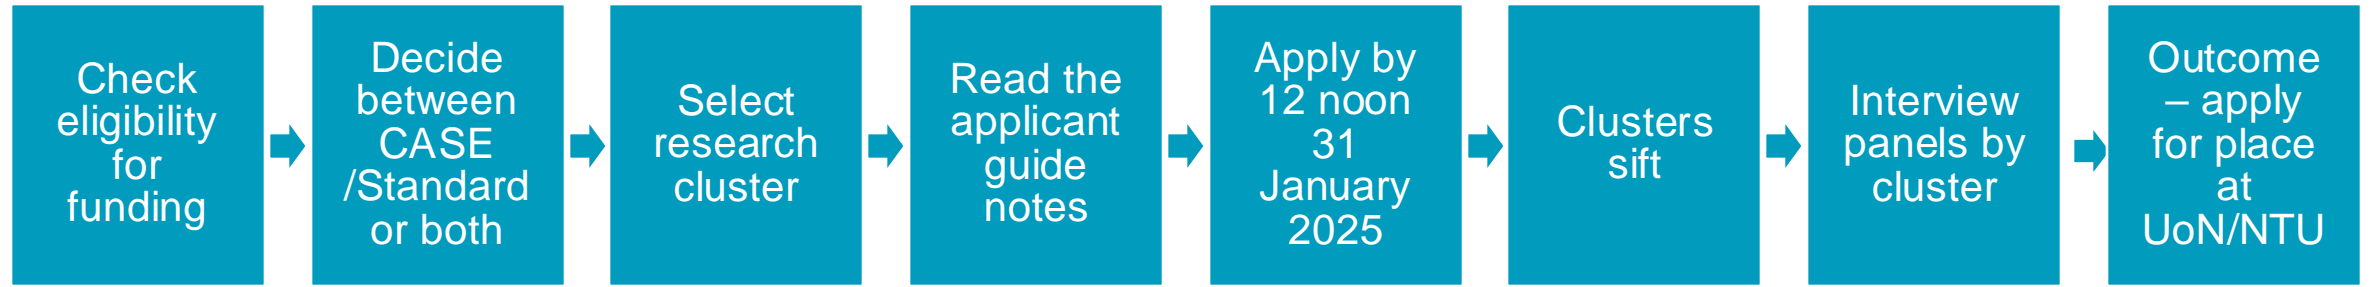 Check
eligibility
for
funding
Decide
between
CASE
/Standard
or both
Select
research
cluster
Read the
applicant
guide
notes
Apply by
12 noon
31
January
2025
Clusters
sift
Interview
panels by
cluster
Outcome
– apply
for place
at
UoN/NTU